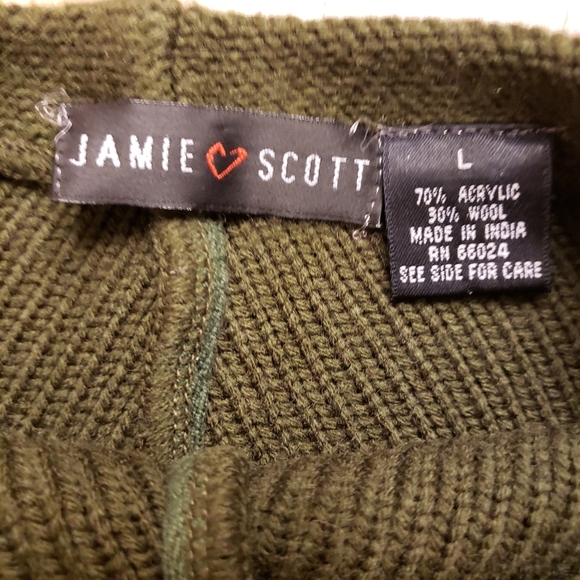 JAMIE SCOTT
L
70% ACRYLIC
30% WOOL
MADE IN INDIA
RN 66024
SEE SIDE FOR CARE